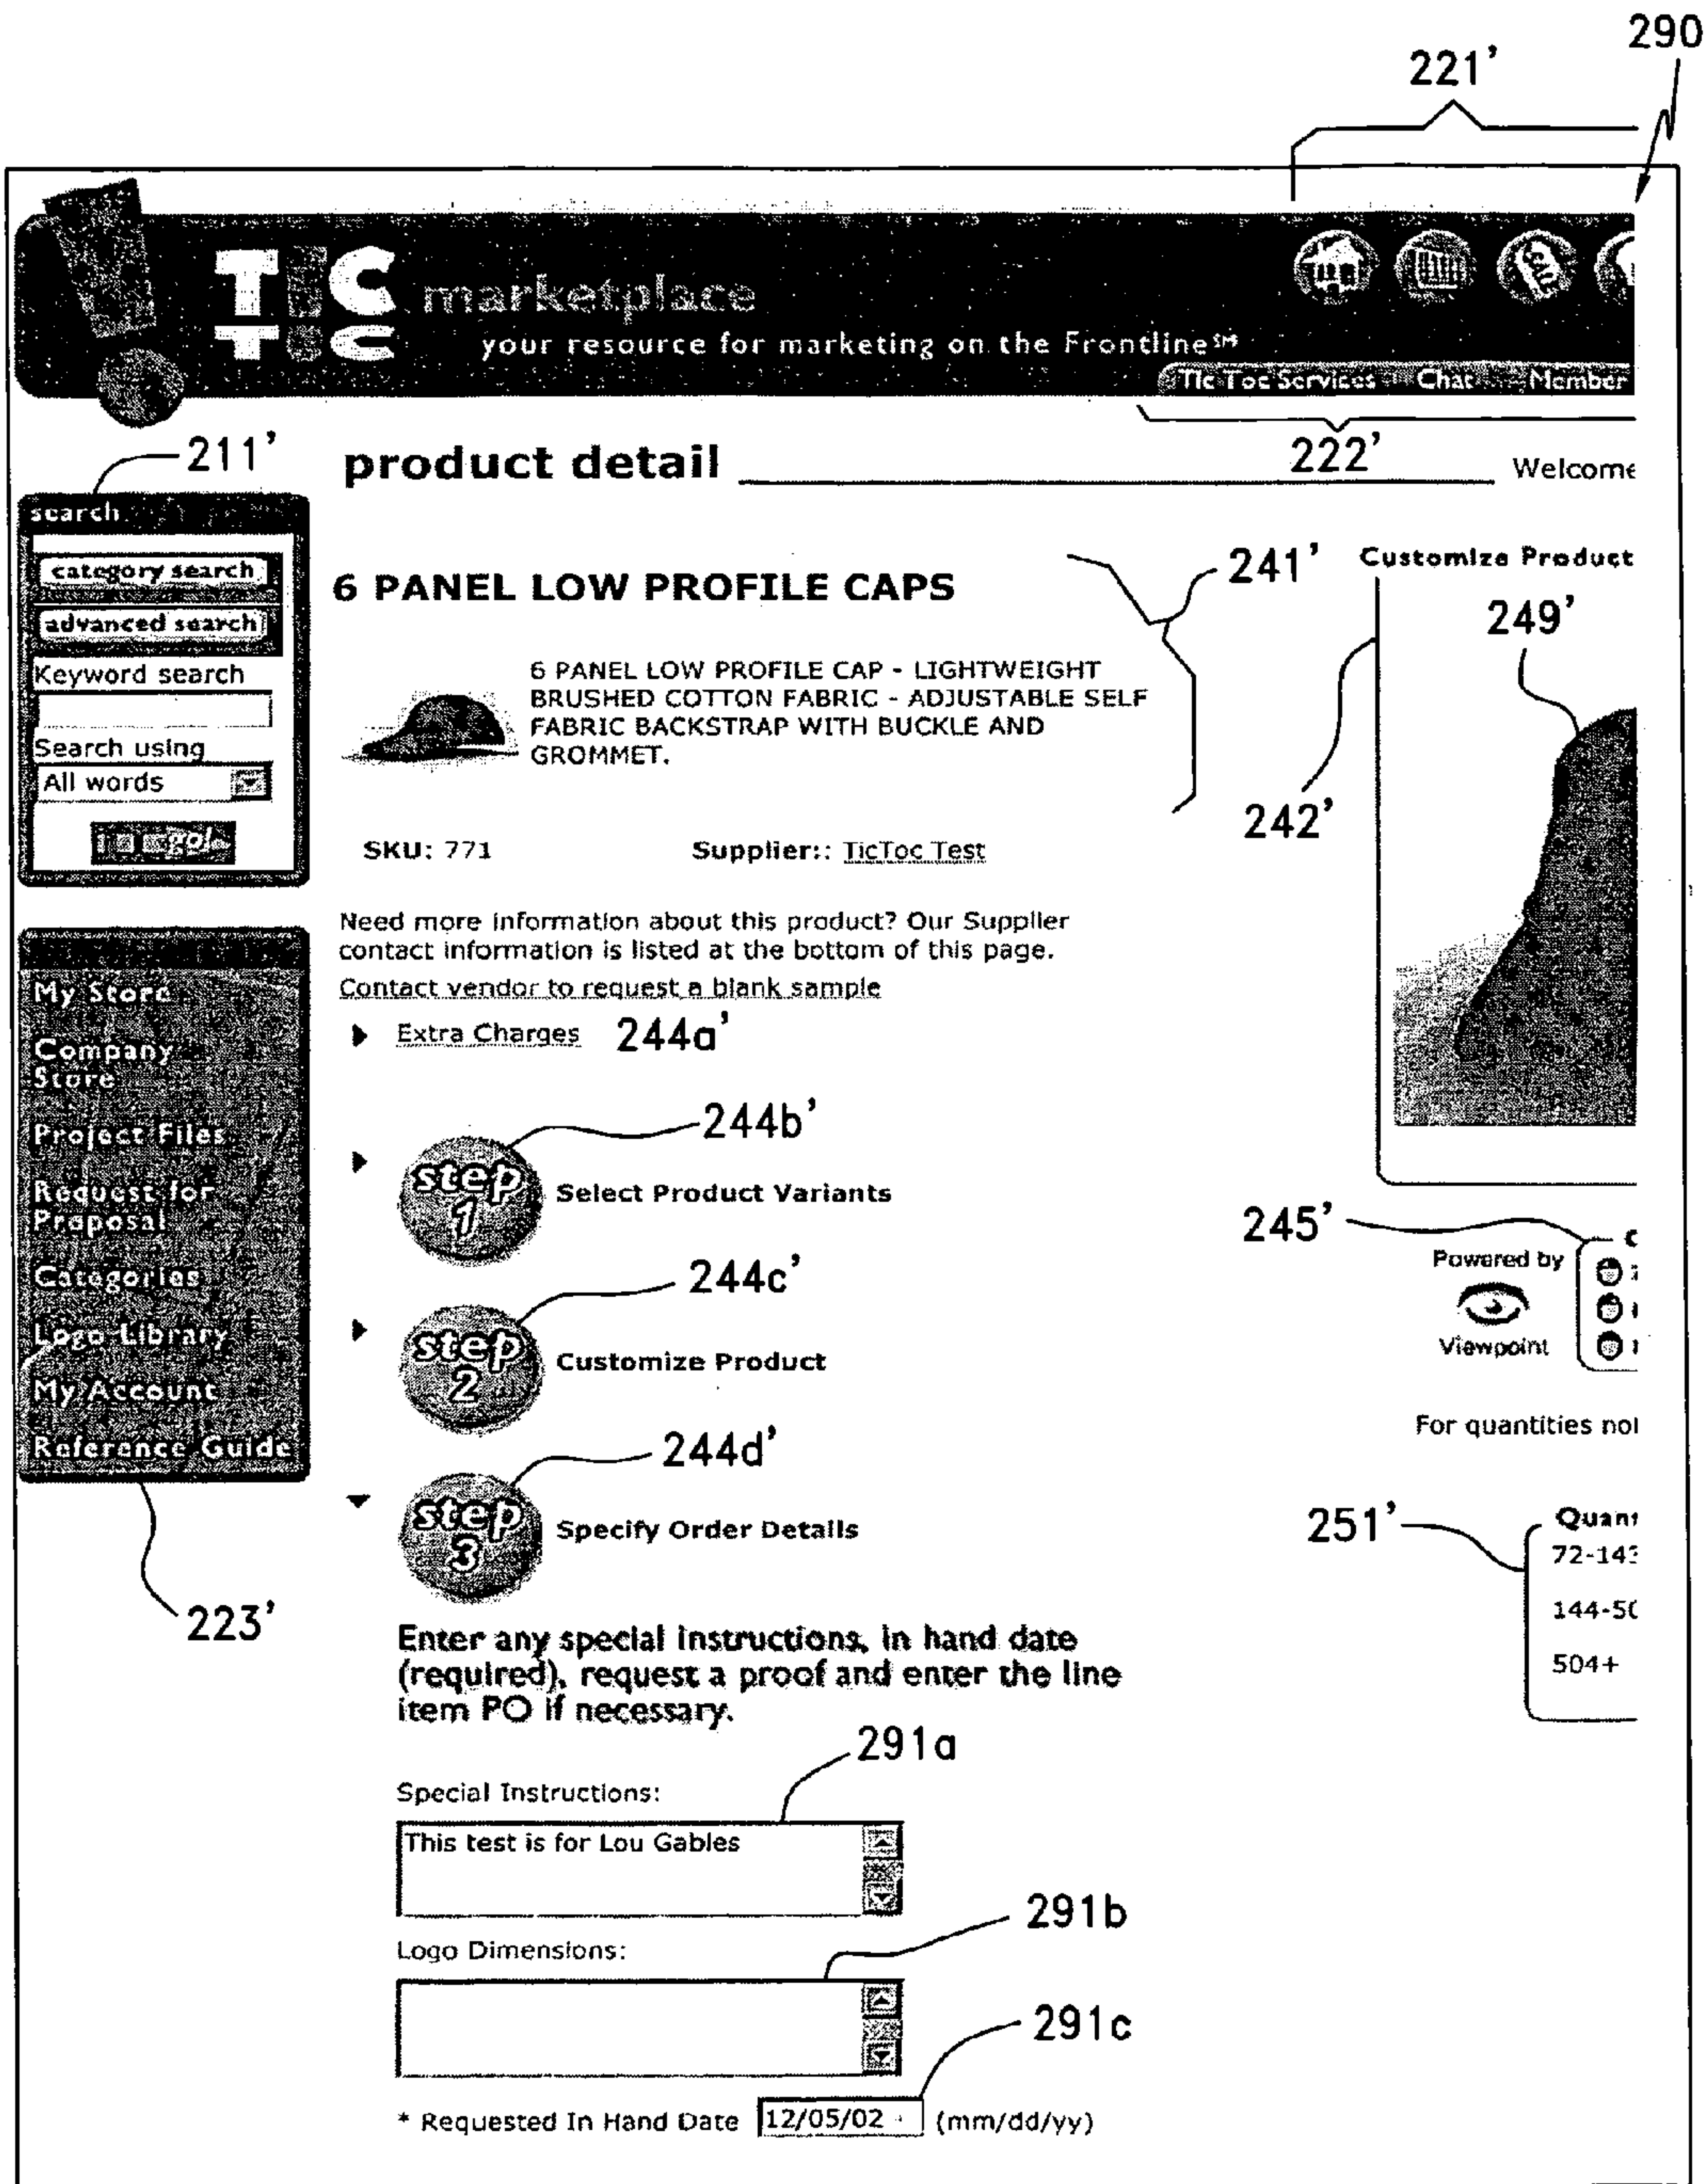 290
221'
TIC TOC marketplace
your resource for marketing on the Frontline℠
Tic Toc Services Chat Member
222'
211'
product detail
Welcome
search
category search
advanced search
Keyword search
Search using
All words
go!
6 PANEL LOW PROFILE CAPS
241'
6 PANEL LOW PROFILE CAP - LIGHTWEIGHT
BRUSHED COTTON FABRIC - ADJUSTABLE SELF
FABRIC BACKSTRAP WITH BUCKLE AND
GROMMET.
SKU: 771 Supplier:: TicToc Test
Customize Product
249'
242'
Need more information about this product? Our Supplier
contact information is listed at the bottom of this page.
Contact vendor to request a blank sample
Extra Charges 244a'
My Store
Company
Store
Project Files
Request for
Proposal
Categories
Logo Library
My Account
Reference Guide
223'
244b'
step
1
Select Product Variants
244c'
step
2
Customize Product
244d'
step
3
Specify Order Details
245'
Powered by
Viewpoint
For quantities
251'
72-143
504+
Enter any special instructions, in hand date
(required), request a proof and enter the line
item PO if necessary.
291a
Special Instructions:
This test is for Lou Gables
291b
Logo Dimensions:
291c
* Requested In Hand Date 12/05/02 (mm/dd/yy)